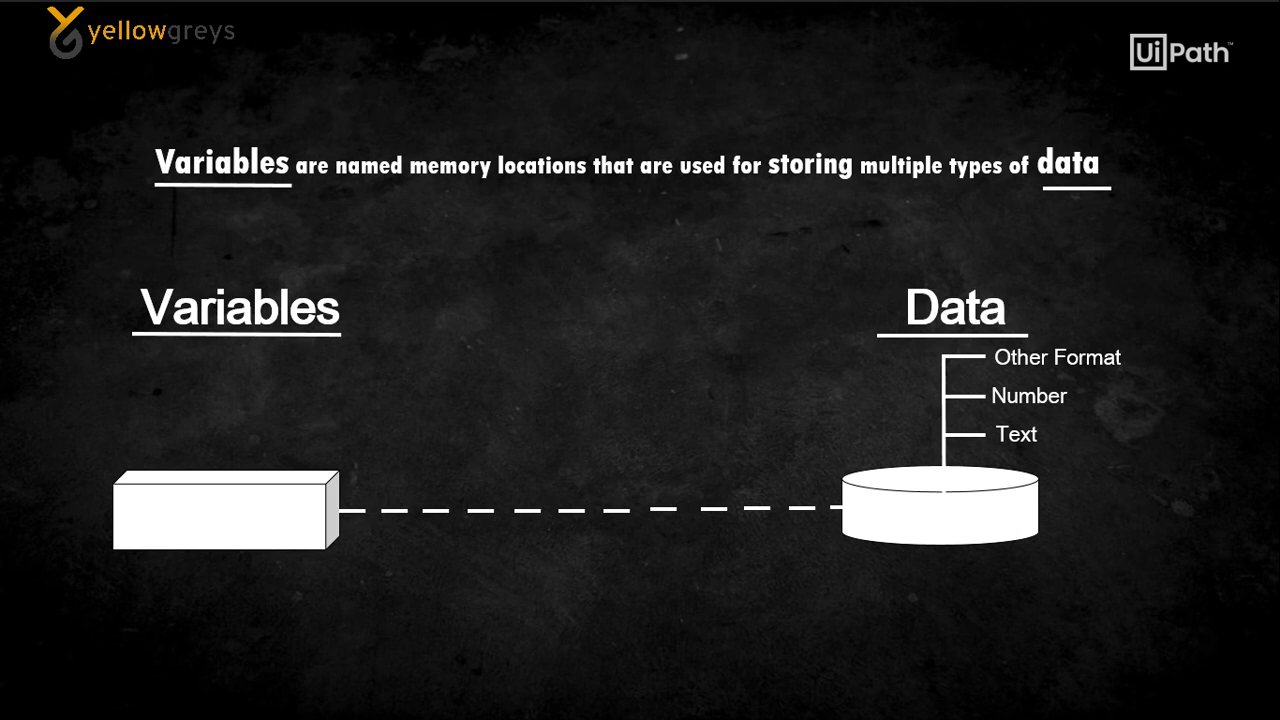 yellowgreys
UiPath™
Variables are named memory locations that are used for storing multiple types of data
Variables
Data
Other Format
Number
Text